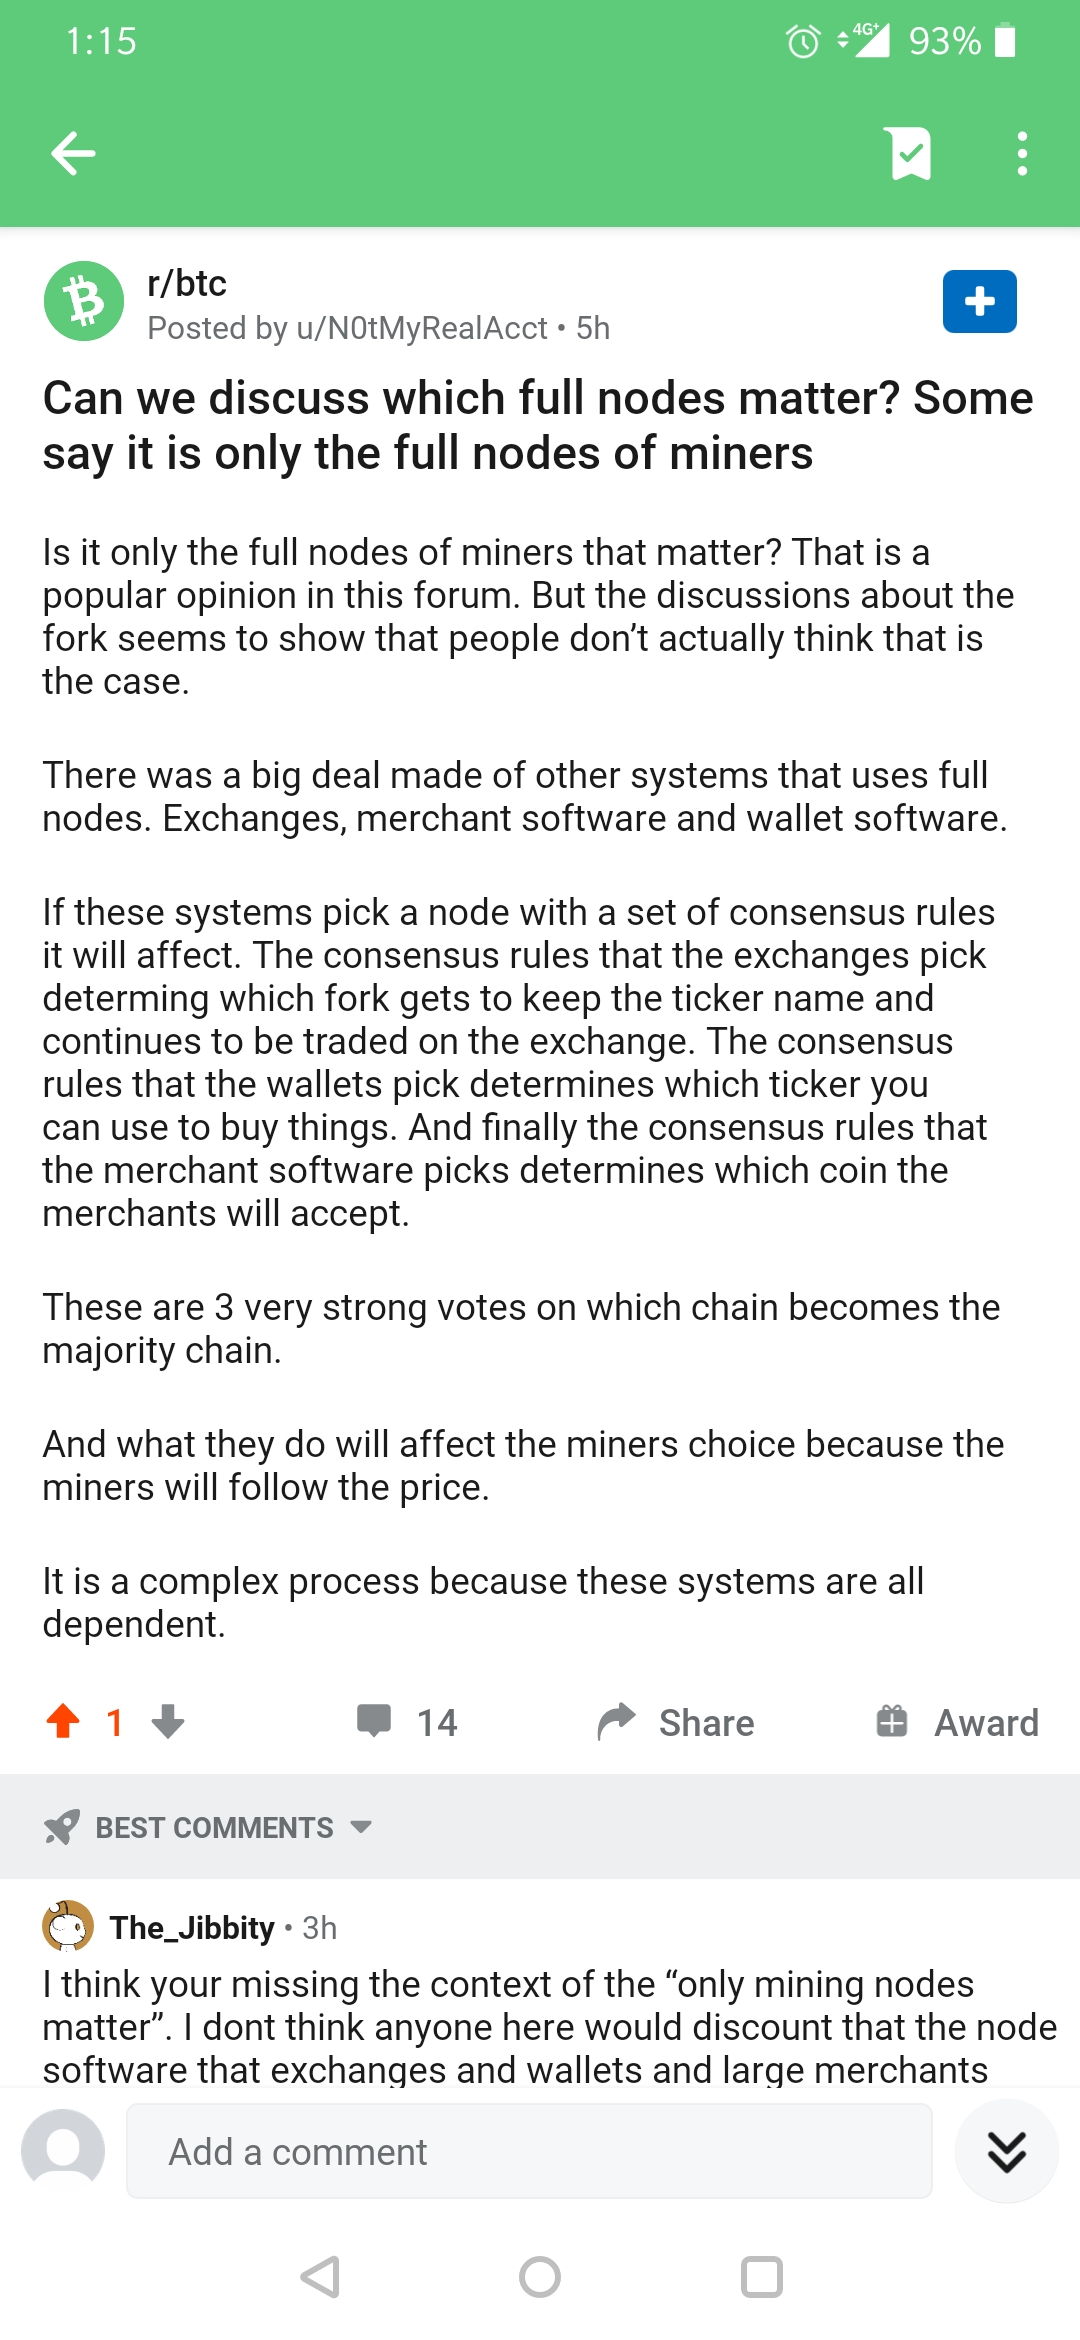 1:15
4G+ 93%
r/btc
Posted by u/N0tMyRealAcct • 5h
Can we discuss which full nodes matter? Some
say it is only the full nodes of miners
Is it only the full nodes of miners that matter? That is a
popular opinion in this forum. But the discussions about the
fork seems to show that people don’t actually think that is
the case.
There was a big deal made of other systems that uses full
nodes. Exchanges, merchant software and wallet software.
If these systems pick a node with a set of consensus rules
it will affect. The consensus rules that the exchanges pick
determing which fork gets to keep the ticker name and
continues to be traded on the exchange. The consensus
rules that the wallets pick determines which ticker you
can use to buy things. And finally the consensus rules that
the merchant software picks determines which coin the
merchants will accept.
These are 3 very strong votes on which chain becomes the
majority chain.
And what they do will affect the miners choice because the
miners will follow the price.
It is a complex process because these systems are all
dependent.
1 14 Share Award
BEST COMMENTS
The_Jibbity • 3h
I think your missing the context of the “only mining nodes
matter”. I dont think anyone here would discount that the node
software that exchanges and wallets and large merchants
Add a comment